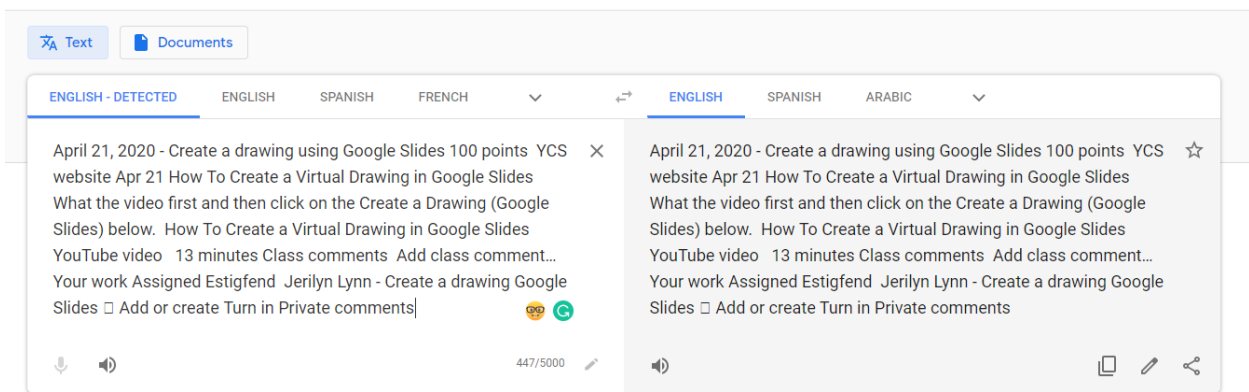 Text
Documents
ENGLISH - DETECTED ENGLISH SPANISH FRENCH
ENGLISH SPANISH ARABIC
April 21, 2020 - Create a drawing using Google Slides 100 points  YCS
website Apr 21 How To Create a Virtual Drawing in Google Slides
What the video first and then click on the Create a Drawing (Google
Slides) below.  How To Create a Virtual Drawing in Google Slides
YouTube video   13 minutes Class comments  Add class comment...
Your work Assigned Estigfend  Jerilyn Lynn - Create a drawing Google
Slides □ Add or create Turn in Private comments
447/5000
April 21, 2020 - Create a drawing using Google Slides 100 points  YCS
website Apr 21 How To Create a Virtual Drawing in Google Slides
What the video first and then click on the Create a Drawing (Google
Slides) below.  How To Create a Virtual Drawing in Google Slides
YouTube video   13 minutes Class comments  Add class comment...
Your work Assigned Estigfend  Jerilyn Lynn - Create a drawing Google
Slides □ Add or create Turn in Private comments